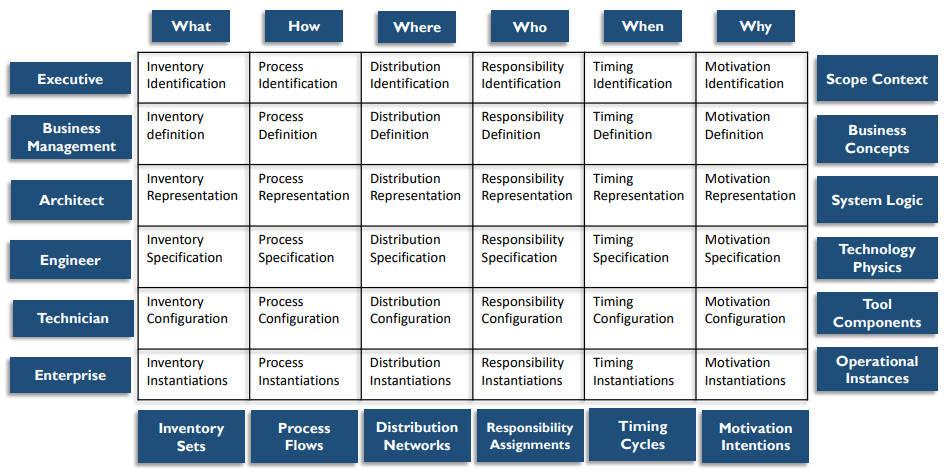 What How Where Who When Why
Executive
Inventory
Identification
Process
Identification
Distribution
Identification
Responsibility
Identification
Timing
Identification
Motivation
Identification
Scope Context
Business
Management
Inventory
definition
Process
Definition
Distribution
Definition
Responsibility
Definition
Timing
Definition
Motivation
Definition
Business
Concepts
Architect
Inventory
Representation
Process
Representation
Distribution
Representation
Responsibility
Representation
Timing
Representation
Motivation
Representation
System Logic
Engineer
Inventory
Specification
Process
Specification
Distribution
Specification
Responsibility
Specification
Timing
Specification
Motivation
Specification
Technology
Physics
Technician
Inventory
Configuration
Process
Configuration
Distribution
Configuration
Responsibility
Configuration
Timing
Configuration
Motivation
Configuration
Tool
Components
Enterprise
Inventory
Instantiations
Process
Instantiations
Distribution
Instantiations
Responsibility
Instantiations
Timing
Instantiations
Motivation
Instantiations
Operational
Instances
Inventory
Sets
Process
Flows
Distribution
Networks
Responsibility
Assignments
Timing
Cycles
Motivation
Intentions